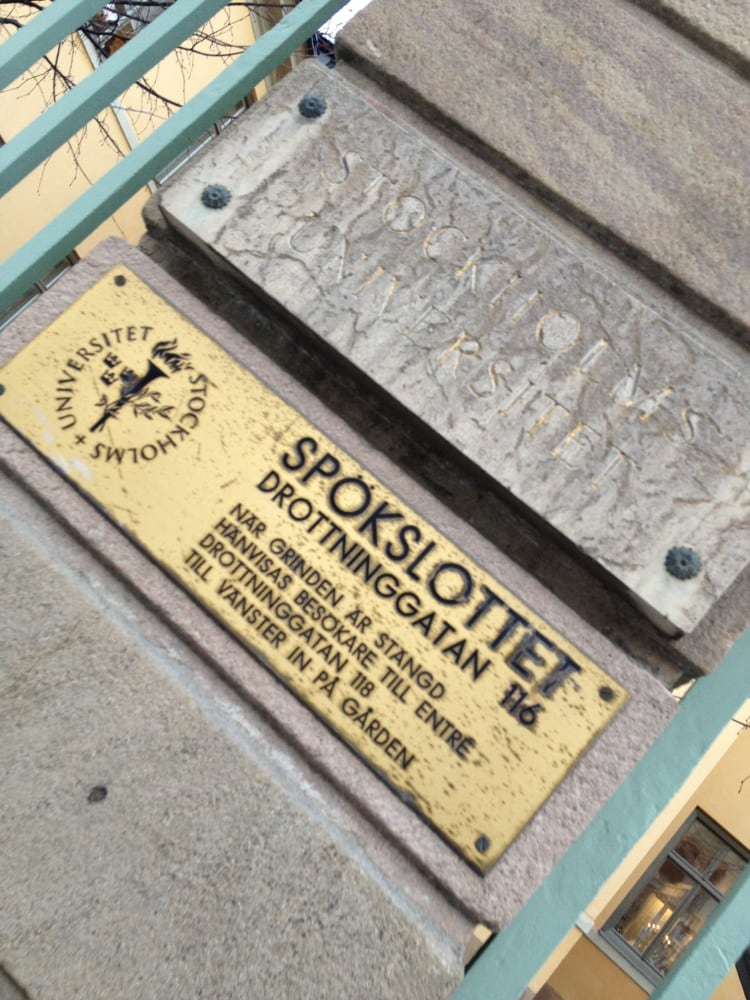 STOCKHOLMS
UNIVERSITET
STOCKHOLMS + UNIVERSITET
SPÖKSLOTTET
DROTTNINGGATAN 116
NÄR GRINDEN ÄR STÄNGD
HÄNVISAS BESÖKARE TILL ENTRÉ
DROTTNINGGATAN 118
TILL VÄNSTER IN PÅ GÅRDEN